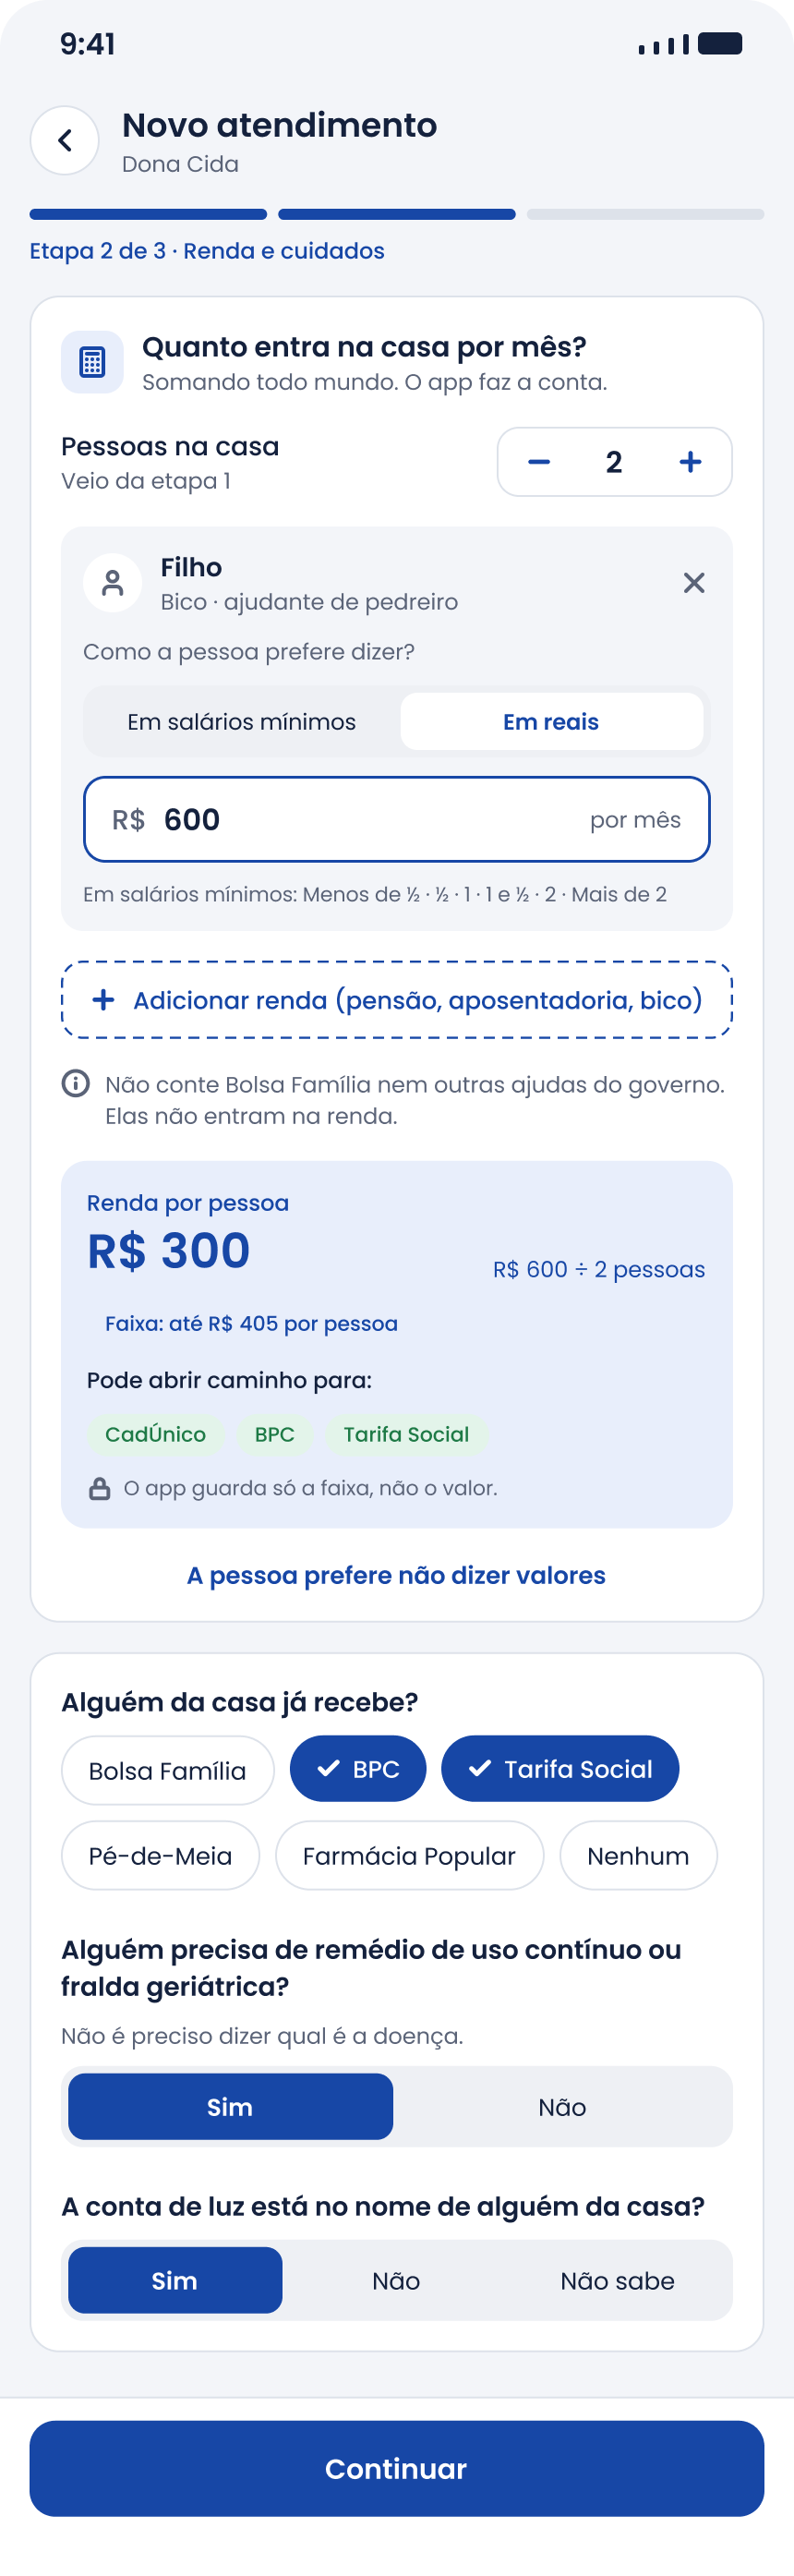 9:41
Novo atendimento
Dona Cida
Etapa 2 de 3 · Renda e cuidados
Quanto entra na casa por mês?
Somando todo mundo. O app faz a conta.
Pessoas na casa
Veio da etapa 1
− 2 +
Filho
Bico · ajudante de pedreiro
Como a pessoa prefere dizer?
Em salários mínimos Em reais
R$ 600 por mês
Em salários mínimos: Menos de ½ · ½ · 1 · 1 e ½ · 2 · Mais de 2
+ Adicionar renda (pensão, aposentadoria, bico)
Não conte Bolsa Família nem outras ajudas do governo.
Elas não entram na renda.
Renda por pessoa
R$ 300
R$ 600 ÷ 2 pessoas
Faixa: até R$ 405 por pessoa
Pode abrir caminho para:
CadÚnico BPC Tarifa Social
O app guarda só a faixa, não o valor.
A pessoa prefere não dizer valores
Alguém da casa já recebe?
Bolsa Família BPC Tarifa Social
Pé-de-Meia Farmácia Popular Nenhum
Alguém precisa de remédio de uso contínuo ou
fralda geriátrica?
Não é preciso dizer qual é a doença.
Sim Não
A conta de luz está no nome de alguém da casa?
Sim Não Não sabe
Continuar